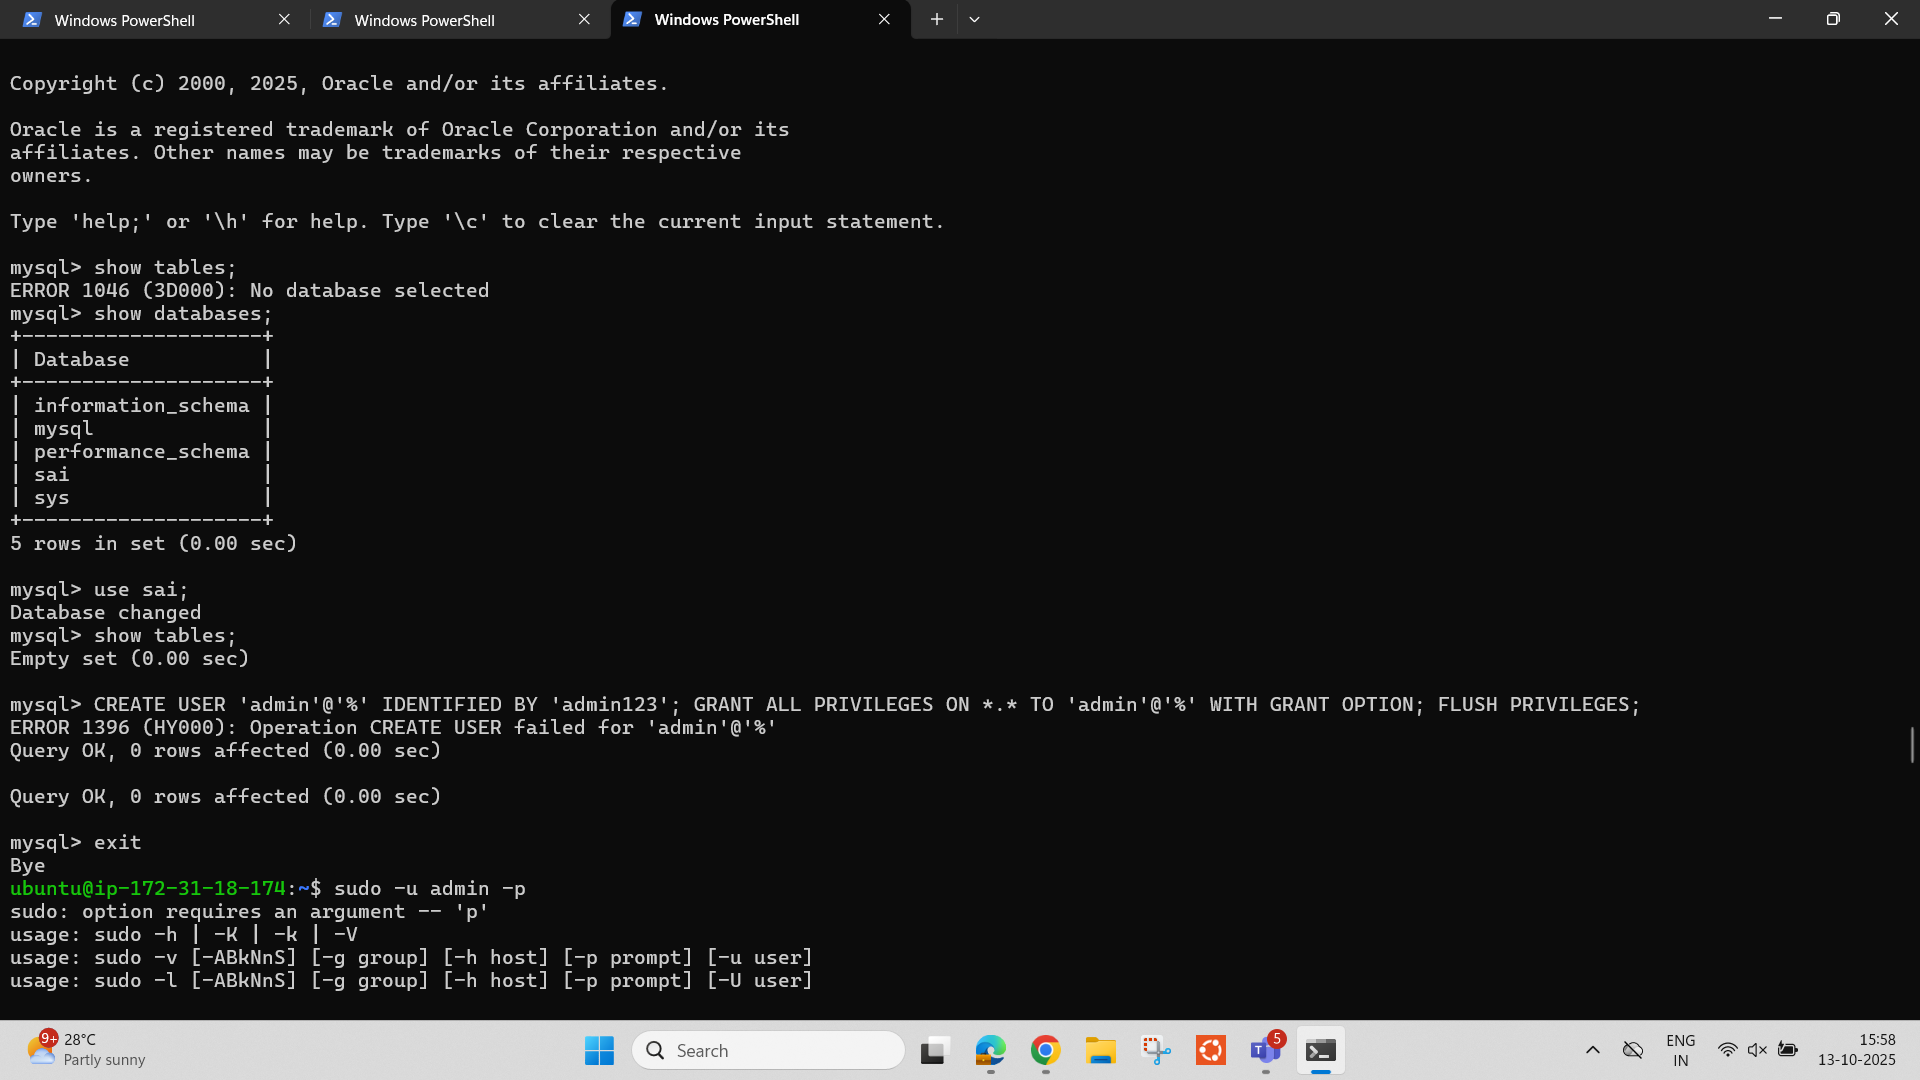 Windows PowerShell
Windows PowerShell
Windows PowerShell
Copyright (c) 2000, 2025, Oracle and/or its affiliates.
Oracle is a registered trademark of Oracle Corporation and/or its
affiliates. Other names may be trademarks of their respective
owners.
Type 'help;' or '\h' for help. Type '\c' to clear the current input statement.
mysql> show tables;
ERROR 1046 (3D000): No database selected
mysql> show databases;
+--------------------+
| Database           |
+--------------------+
| information_schema |
| mysql              |
| performance_schema |
| sai                |
| sys                |
+--------------------+
5 rows in set (0.00 sec)
mysql> use sai;
Database changed
mysql> show tables;
Empty set (0.00 sec)
mysql> CREATE USER 'admin'@'%' IDENTIFIED BY 'admin123'; GRANT ALL PRIVILEGES ON *.* TO 'admin'@'%' WITH GRANT OPTION; FLUSH PRIVILEGES;
ERROR 1396 (HY000): Operation CREATE USER failed for 'admin'@'%'
Query OK, 0 rows affected (0.00 sec)
Query OK, 0 rows affected (0.00 sec)
mysql> exit
Bye
ubuntu@ip-172-31-18-174:~$ sudo -u admin -p
sudo: option requires an argument -- 'p'
usage: sudo -h | -K | -k | -V
usage: sudo -v [-ABkNnS] [-g group] [-h host] [-p prompt] [-u user]
usage: sudo -l [-ABkNnS] [-g group] [-h host] [-p prompt] [-U user]
9+
28°C
Partly sunny
Search
5
ENG
IN
15:58
13-10-2025